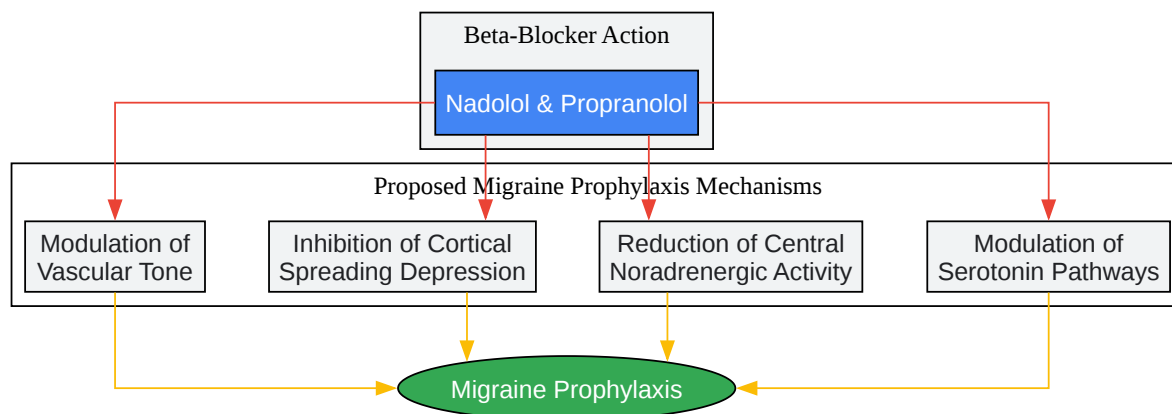 Beta-Blocker Action
Nadolol & Propranolol
Proposed Migraine Prophylaxis Mechanisms
Modulation of
Vascular Tone
Inhibition of Cortical
Spreading Depression
Reduction of Central
Noradrenergic Activity
Modulation of
Serotonin Pathways
Migraine Prophylaxis